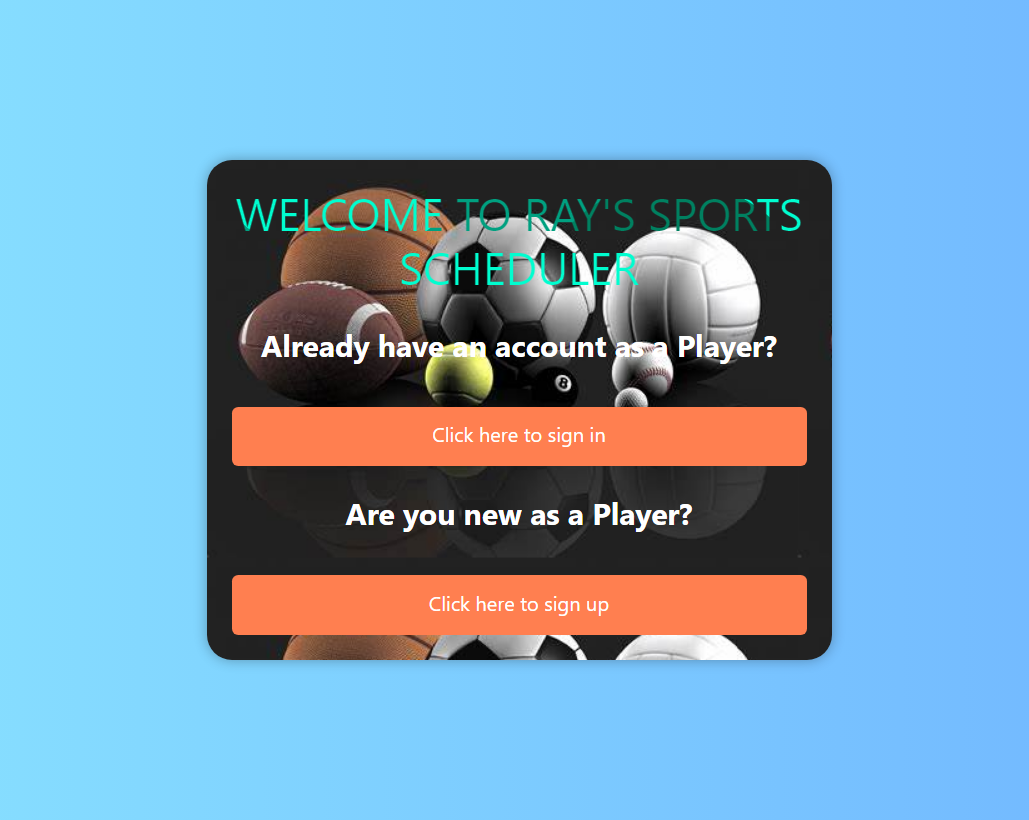 WELCOME TO RAY'S SPORTS
SCHEDULER
Already have an account as a Player?
8
Click here to sign in
Are you new as a Player?
Click here to sign up